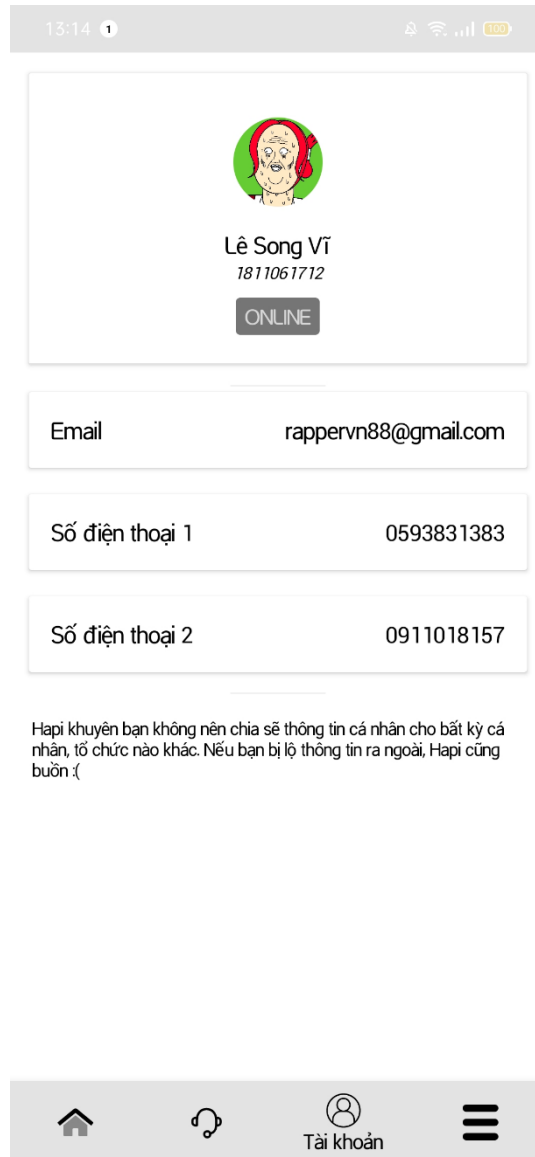 13:14 1
100
Lê Song Vĩ
1811061712
ONLINE
Email rappervn88@gmail.com
Số điện thoại 1 0593831383
Số điện thoại 2 0911018157
Hapi khuyên bạn không nên chia sẽ thông tin cá nhân cho bất kỳ cá
nhân, tổ chức nào khác. Nếu bạn bị lộ thông tin ra ngoài, Hapi cũng
buồn :(
Tài khoản